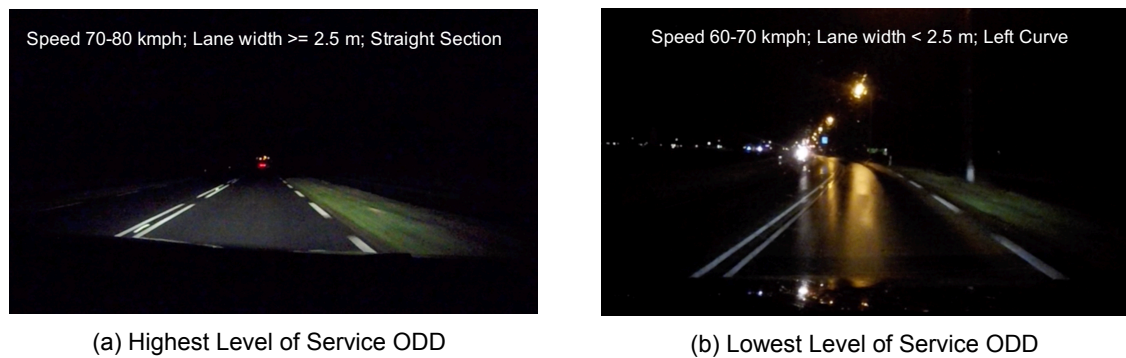 Speed 70-80 kmph; Lane width >= 2.5 m; Straight Section
Speed 60-70 kmph; Lane width < 2.5 m; Left Curve
(a) Highest Level of Service ODD
(b) Lowest Level of Service ODD